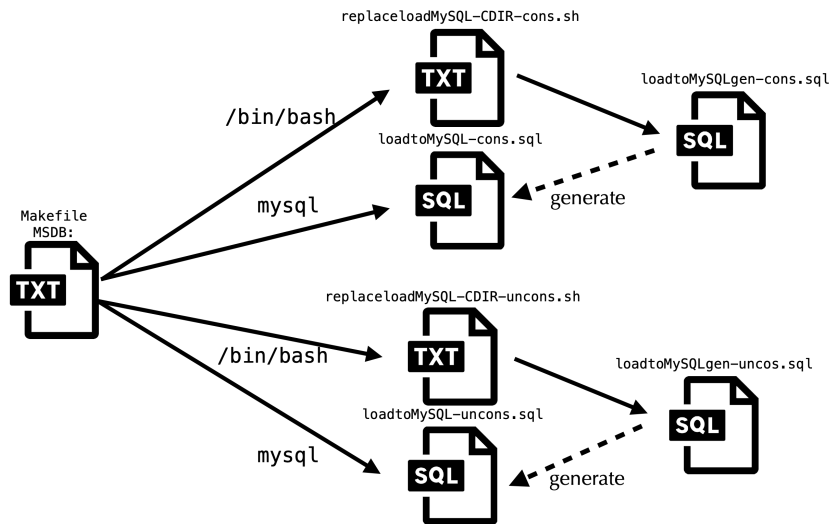 replaceloadMySQL-CDIR-cons.sh
TXT
loadtoMySQLgen-cons.sql
SQL
/bin/bash
loadtoMySQL-cons.sql
SQL
generate
mysql
Makefile
MSDB:
TXT
replaceloadMySQL-CDIR-uncons.sh
TXT
/bin/bash
loadtoMySQLgen-uncos.sql
SQL
loadtoMySQL-uncons.sql
SQL
generate
mysql